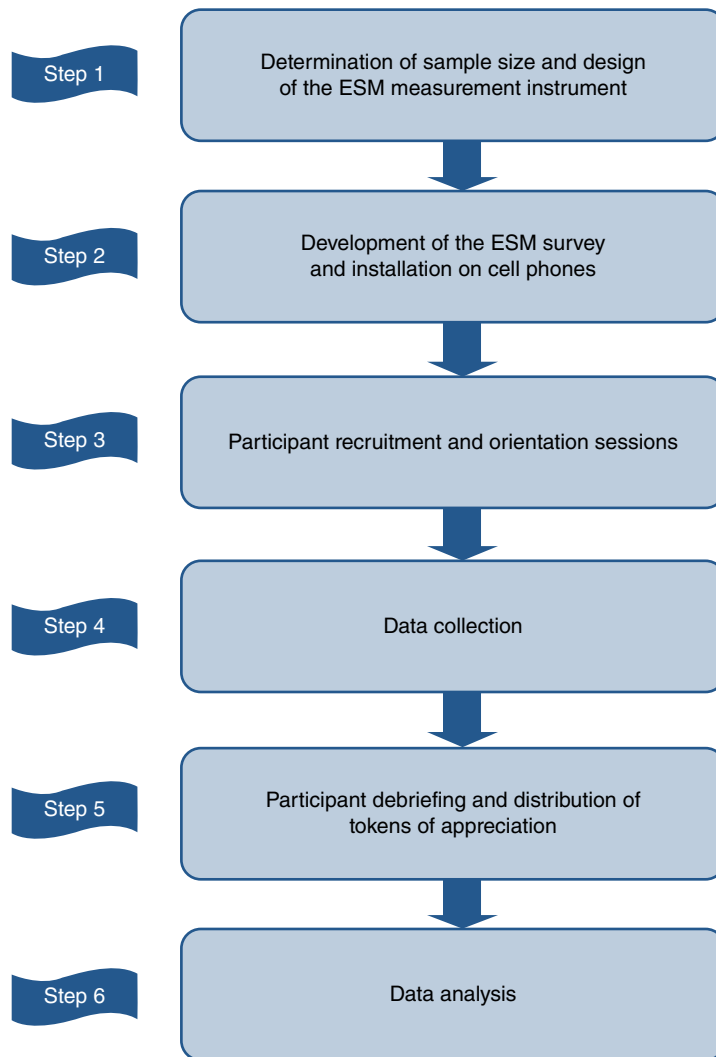 Step 1
Determination of sample size and design
of the ESM measurement instrument
Step 2
Development of the ESM survey
and installation on cell phones
Step 3
Participant recruitment and orientation sessions
Step 4
Data collection
Step 5
Participant debriefing and distribution of
tokens of appreciation
Step 6
Data analysis